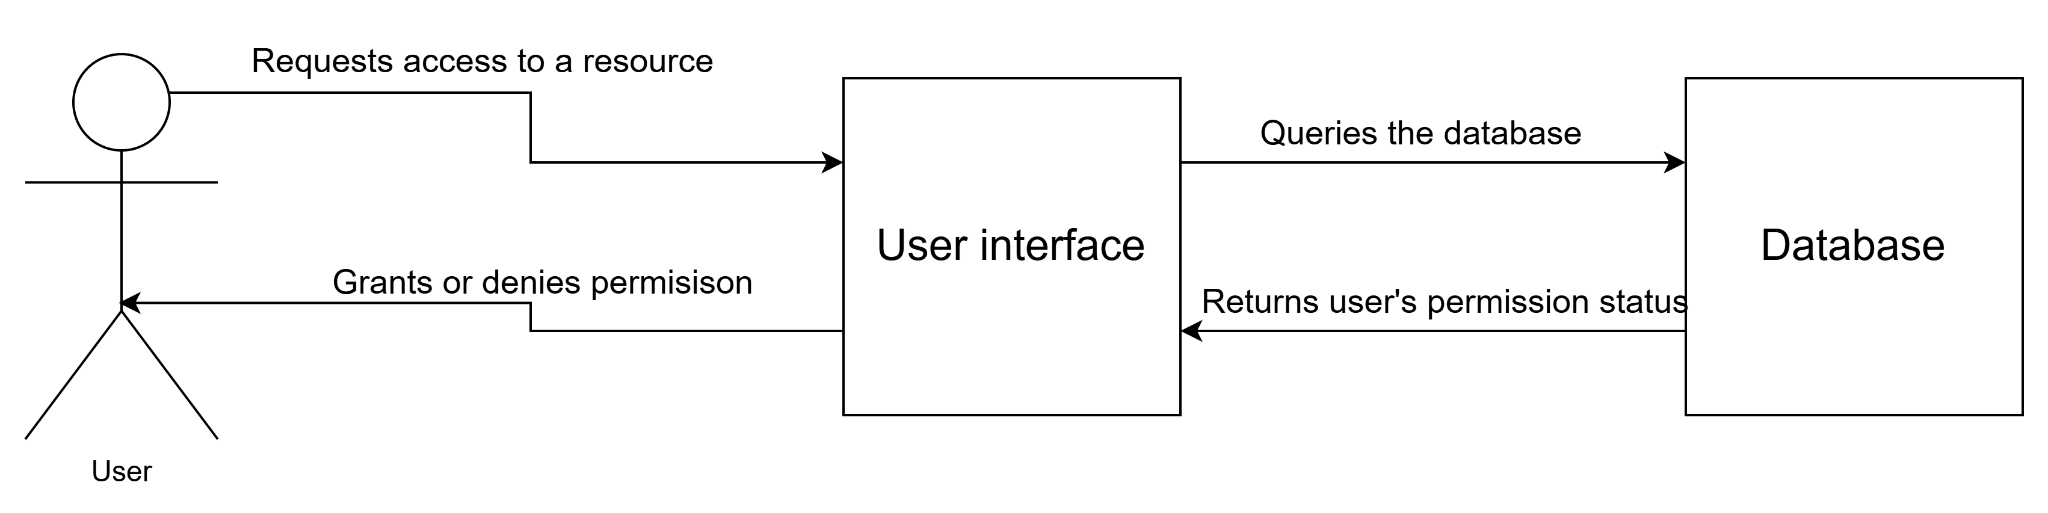 Requests access to a resource
Queries the database
User interface
Database
Grants or denies permisison
Returns user's permission status
User